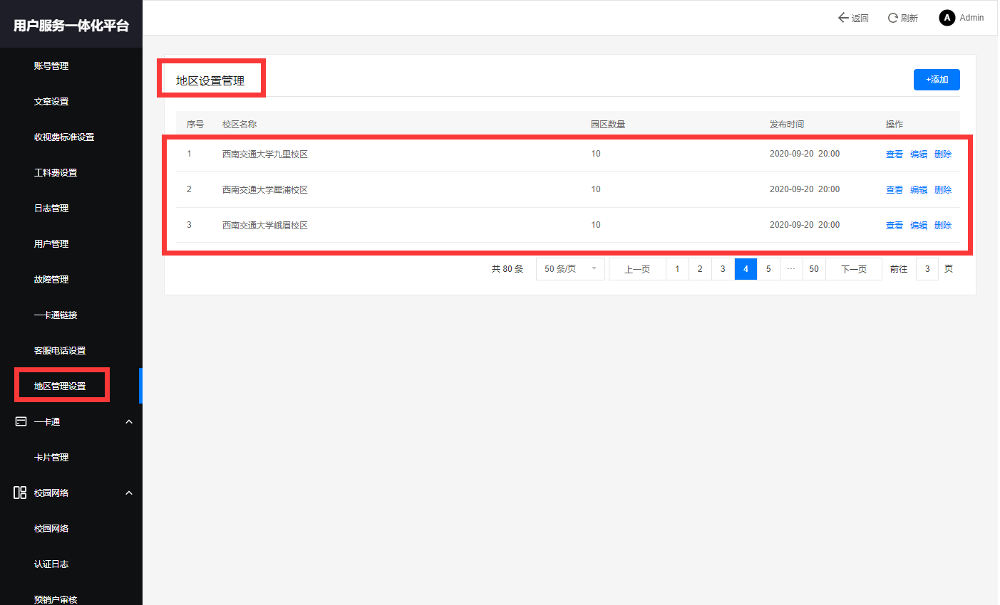 用户服务一体化平台
返回 刷新 A Admin
账号管理
文章设置
收视费标准设置
工料费设置
日志管理
用户管理
故障管理
一卡通链接
客服电话设置
地区管理设置
一卡通
卡片管理
校园网络
校园网络
认证日志
预销户审核
地区设置管理 +添加
序号 校区名称 园区数量 发布时间 操作
1 西南交通大学九里校区 10 2020-09-20 20:00 查看 编辑 删除
2 西南交通大学犀浦校区 10 2020-09-20 20:00 查看 编辑 删除
3 西南交通大学峨眉校区 10 2020-09-20 20:00 查看 编辑 删除
共 80 条 50 条/页 上一页 1 2 3 4 5 ··· 50 下一页 前往 3 页